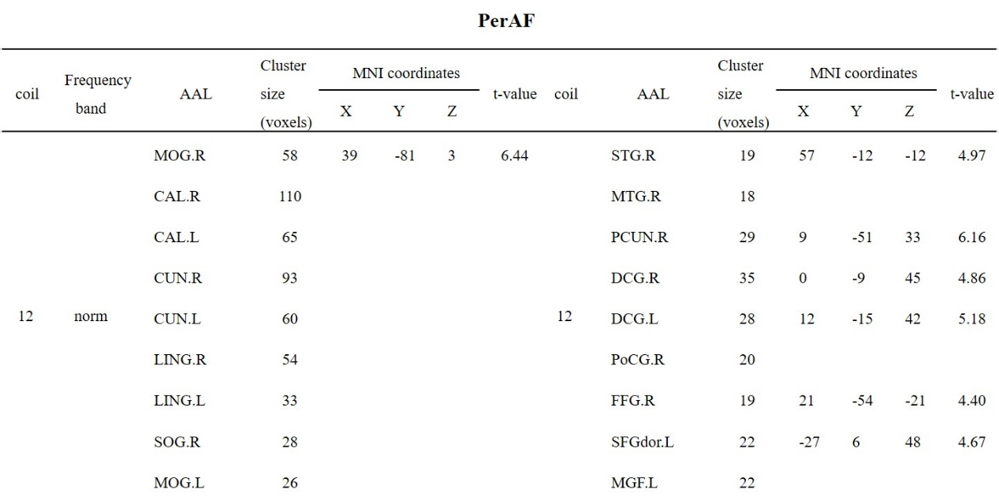 PerAF
coil Frequency band AAL Cluster size (voxels) MNI coordinates X Y Z t-value coil AAL Cluster size (voxels) MNI coordinates X Y Z t-value
MOG.R 58 39 -81 3 6.44 STG.R 19 57 -12 -12 4.97
CAL.R 110 MTG.R 18
CAL.L 65 PCUN.R 29 9 -51 33 6.16
CUN.R 93 DCG.R 35 0 -9 45 4.86
12 norm CUN.L 60 12 DCG.L 28 12 -15 42 5.18
LING.R 54 PoCG.R 20
LING.L 33 FFG.R 19 21 -54 -21 4.40
SOG.R 28 SFGdor.L 22 -27 6 48 4.67
MOG.L 26 MGF.L 22